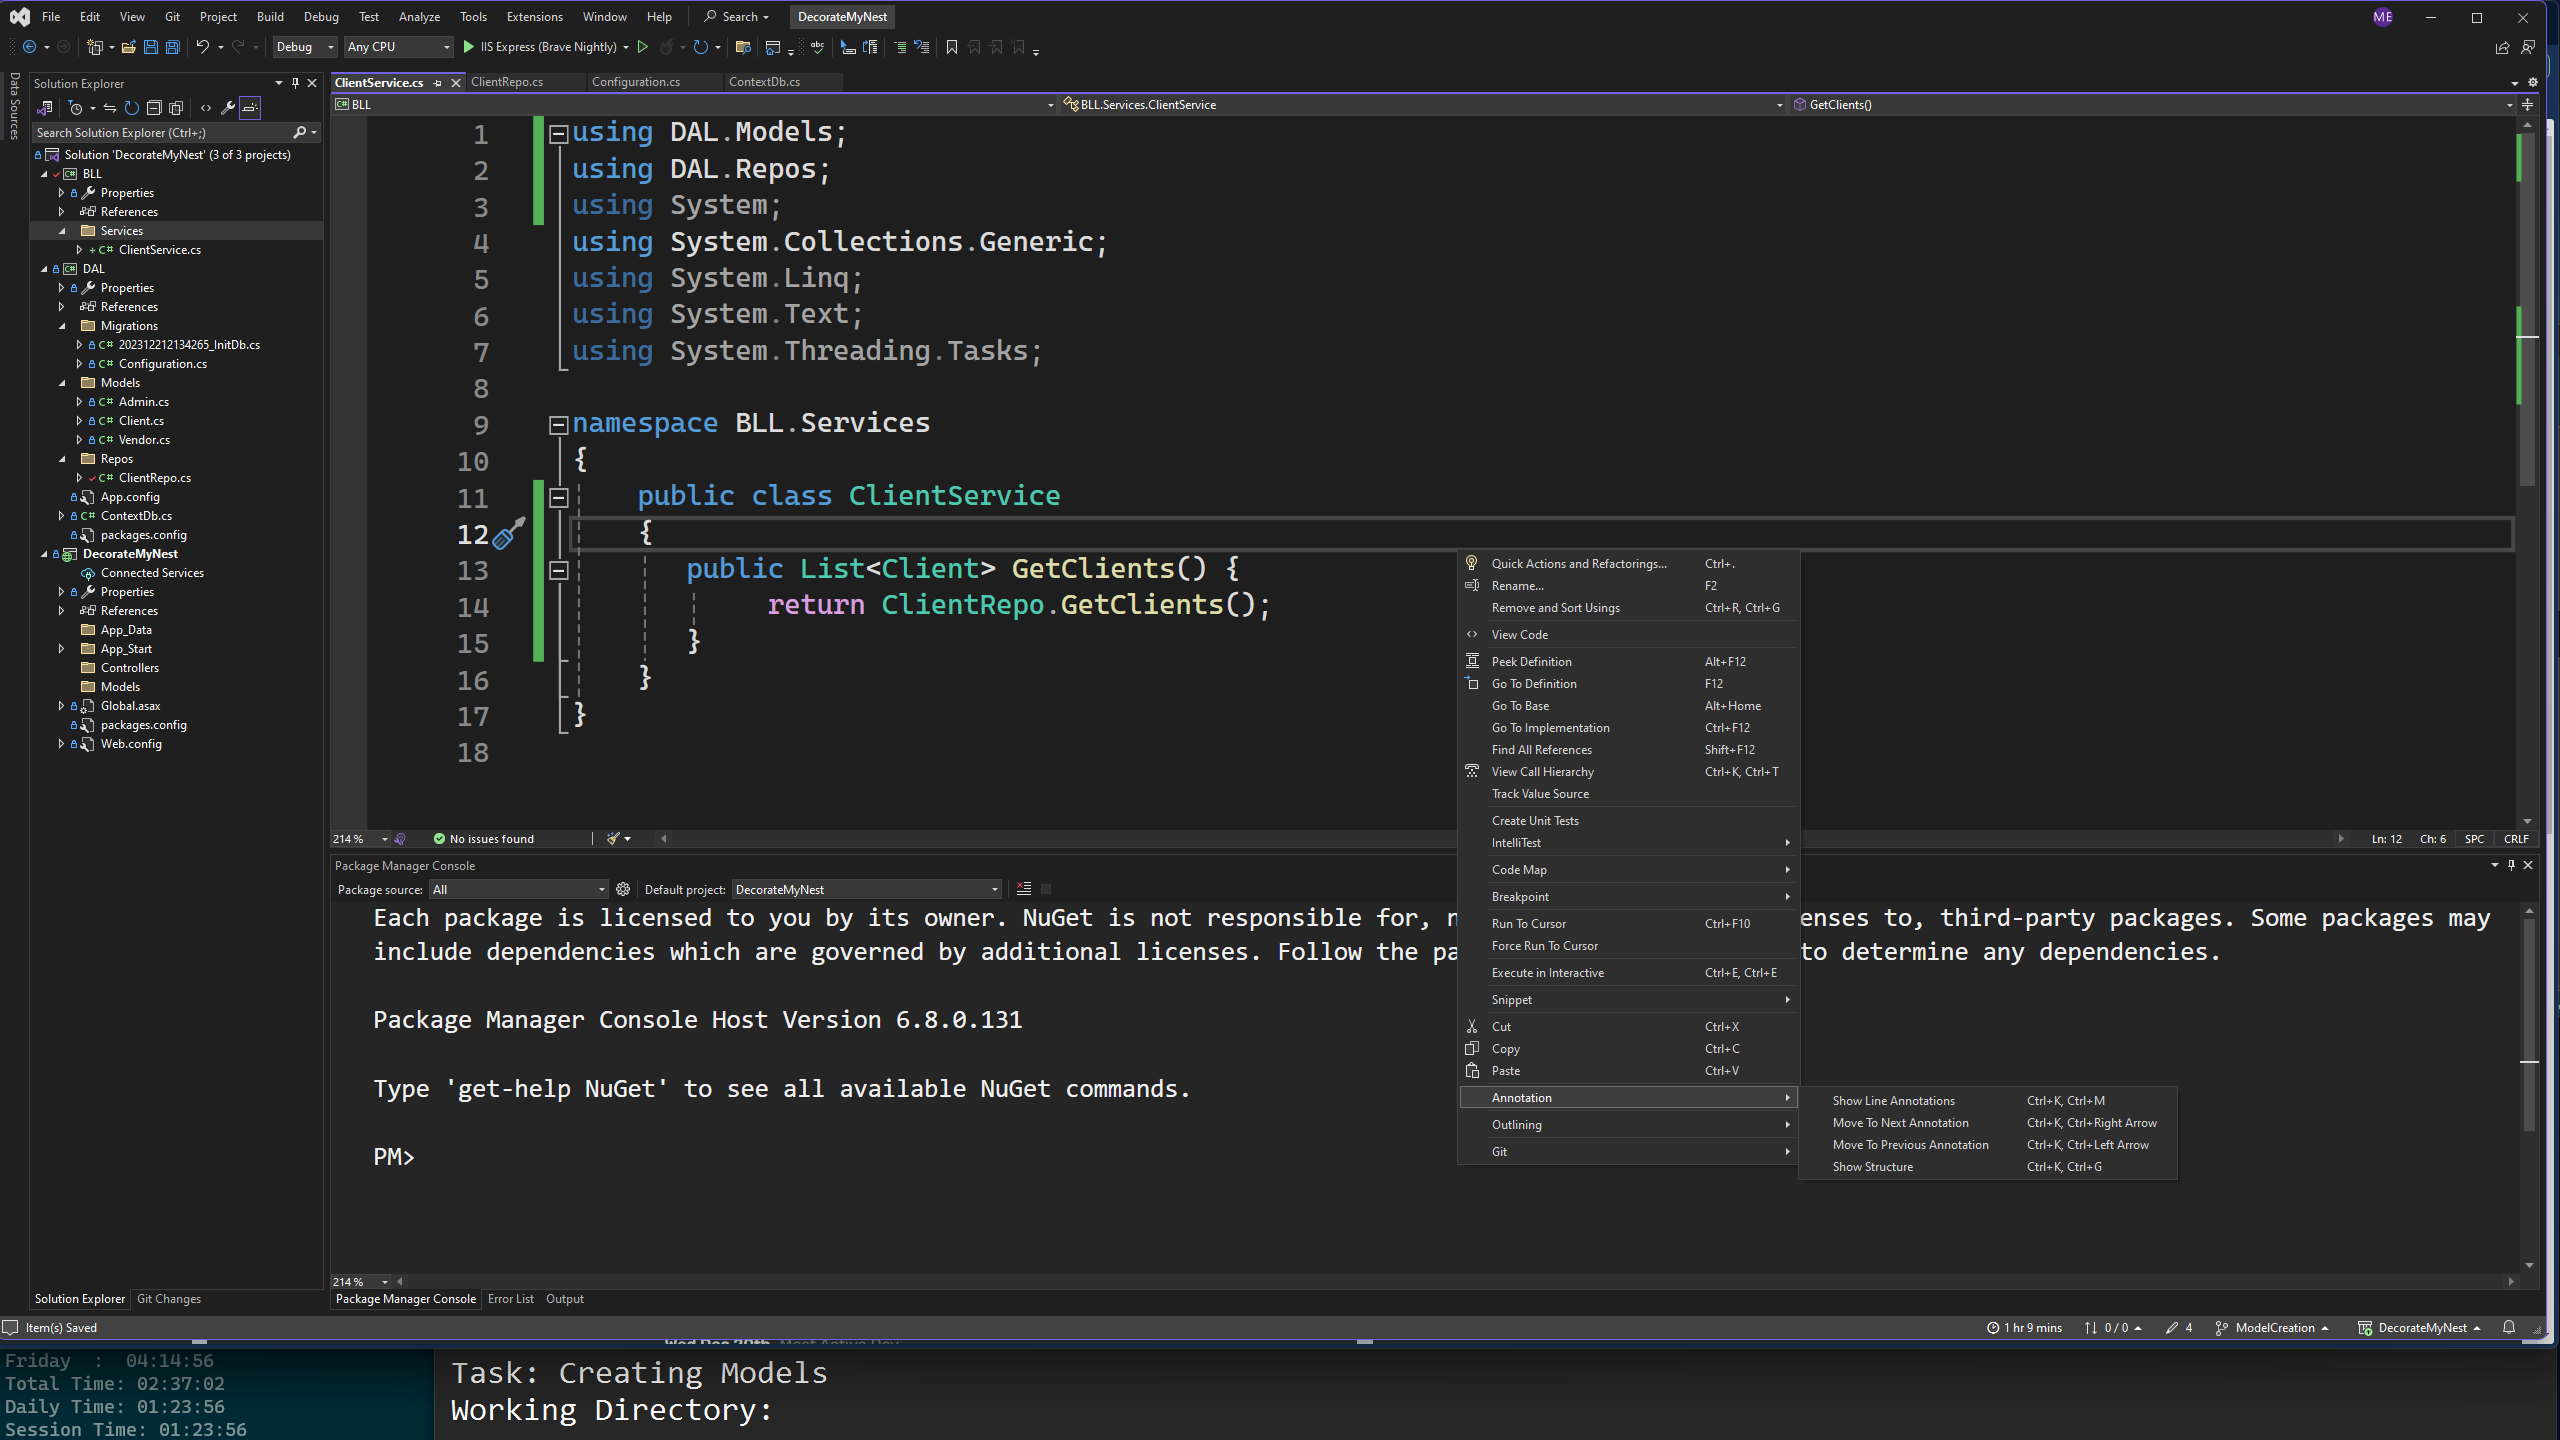 File Edit View Git Project Build Debug Test Analyze Tools Extensions Window Help Search DecorateMyNest ME
Debug Any CPU IIS Express (Brave Nightly)
Data Sources
Solution Explorer
Search Solution Explorer (Ctrl+;)
Solution 'DecorateMyNest' (3 of 3 projects)
BLL
Properties
References
Services
C# ClientService.cs
DAL
Properties
References
Migrations
C# 202312212134265_InitDb.cs
C# Configuration.cs
Models
C# Admin.cs
C# Client.cs
C# Vendor.cs
Repos
C# ClientRepo.cs
App.config
C# ContextDb.cs
packages.config
DecorateMyNest
Connected Services
Properties
References
App_Data
App_Start
Controllers
Models
Global.asax
packages.config
Web.config
Solution Explorer Git Changes
ClientService.cs ClientRepo.cs Configuration.cs ContextDb.cs
BLL BLL.Services.ClientService GetClients()
1 using DAL.Models;
2 using DAL.Repos;
3 using System;
4 using System.Collections.Generic;
5 using System.Linq;
6 using System.Text;
7 using System.Threading.Tasks;
8
9 namespace BLL.Services
10 {
11 public class ClientService
12 {
13 public List<Client> GetClients() {
14 return ClientRepo.GetClients();
15 }
16 }
17 }
18
214 % No issues found Ln: 12 Ch: 6 SPC CRLF
Quick Actions and Refactorings... Ctrl+.
Rename... F2
Remove and Sort Usings Ctrl+R, Ctrl+G
View Code
Peek Definition Alt+F12
Go To Definition F12
Go To Base Alt+Home
Go To Implementation Ctrl+F12
Find All References Shift+F12
View Call Hierarchy Ctrl+K, Ctrl+T
Track Value Source
Create Unit Tests
IntelliTest
Code Map
Breakpoint
Run To Cursor Ctrl+F10
Force Run To Cursor
Execute in Interactive Ctrl+E, Ctrl+E
Snippet
Cut Ctrl+X
Copy Ctrl+C
Paste Ctrl+V
Annotation
Outlining
Git
Show Line Annotations Ctrl+K, Ctrl+M
Move To Next Annotation Ctrl+K, Ctrl+Right Arrow
Move To Previous Annotation Ctrl+K, Ctrl+Left Arrow
Show Structure Ctrl+K, Ctrl+G
Package Manager Console
Package source: All Default project: DecorateMyNest
Each package is licensed to you by its owner. NuGet is not responsible for, n enses to, third-party packages. Some packages may
include dependencies which are governed by additional licenses. Follow the pa to determine any dependencies.
Package Manager Console Host Version 6.8.0.131
Type 'get-help NuGet' to see all available NuGet commands.
PM>
214 %
Package Manager Console Error List Output
Item(s) Saved 1 hr 9 mins 0 / 0 4 ModelCreation DecorateMyNest
Friday : 04:14:56
Total Time: 02:37:02
Daily Time: 01:23:56
Session Time: 01:23:56
Task: Creating Models
Working Directory: